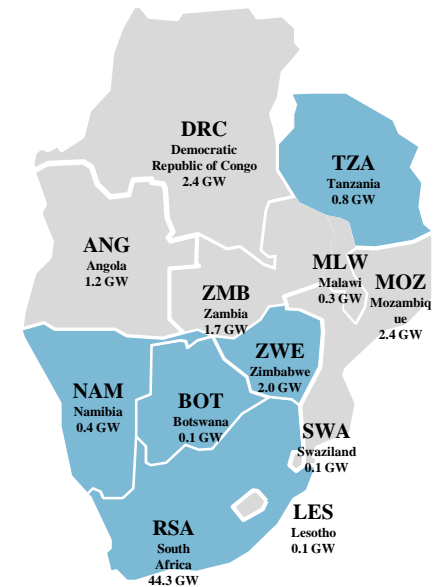 DRC
Democratic
Republic of Congo
2.4 GW
TZA
Tanzania
0.8 GW
ANG
Angola
1.2 GW
MLW
Malawi
0.3 GW
MOZ
Mozambiq
ue
2.4 GW
ZMB
Zambia
1.7 GW
ZWE
Zimbabwe
2.0 GW
NAM
Namibia
0.4 GW
BOT
Botswana
0.1 GW
SWA
Swaziland
0.1 GW
LES
Lesotho
0.1 GW
RSA
South
Africa
44.3 GW